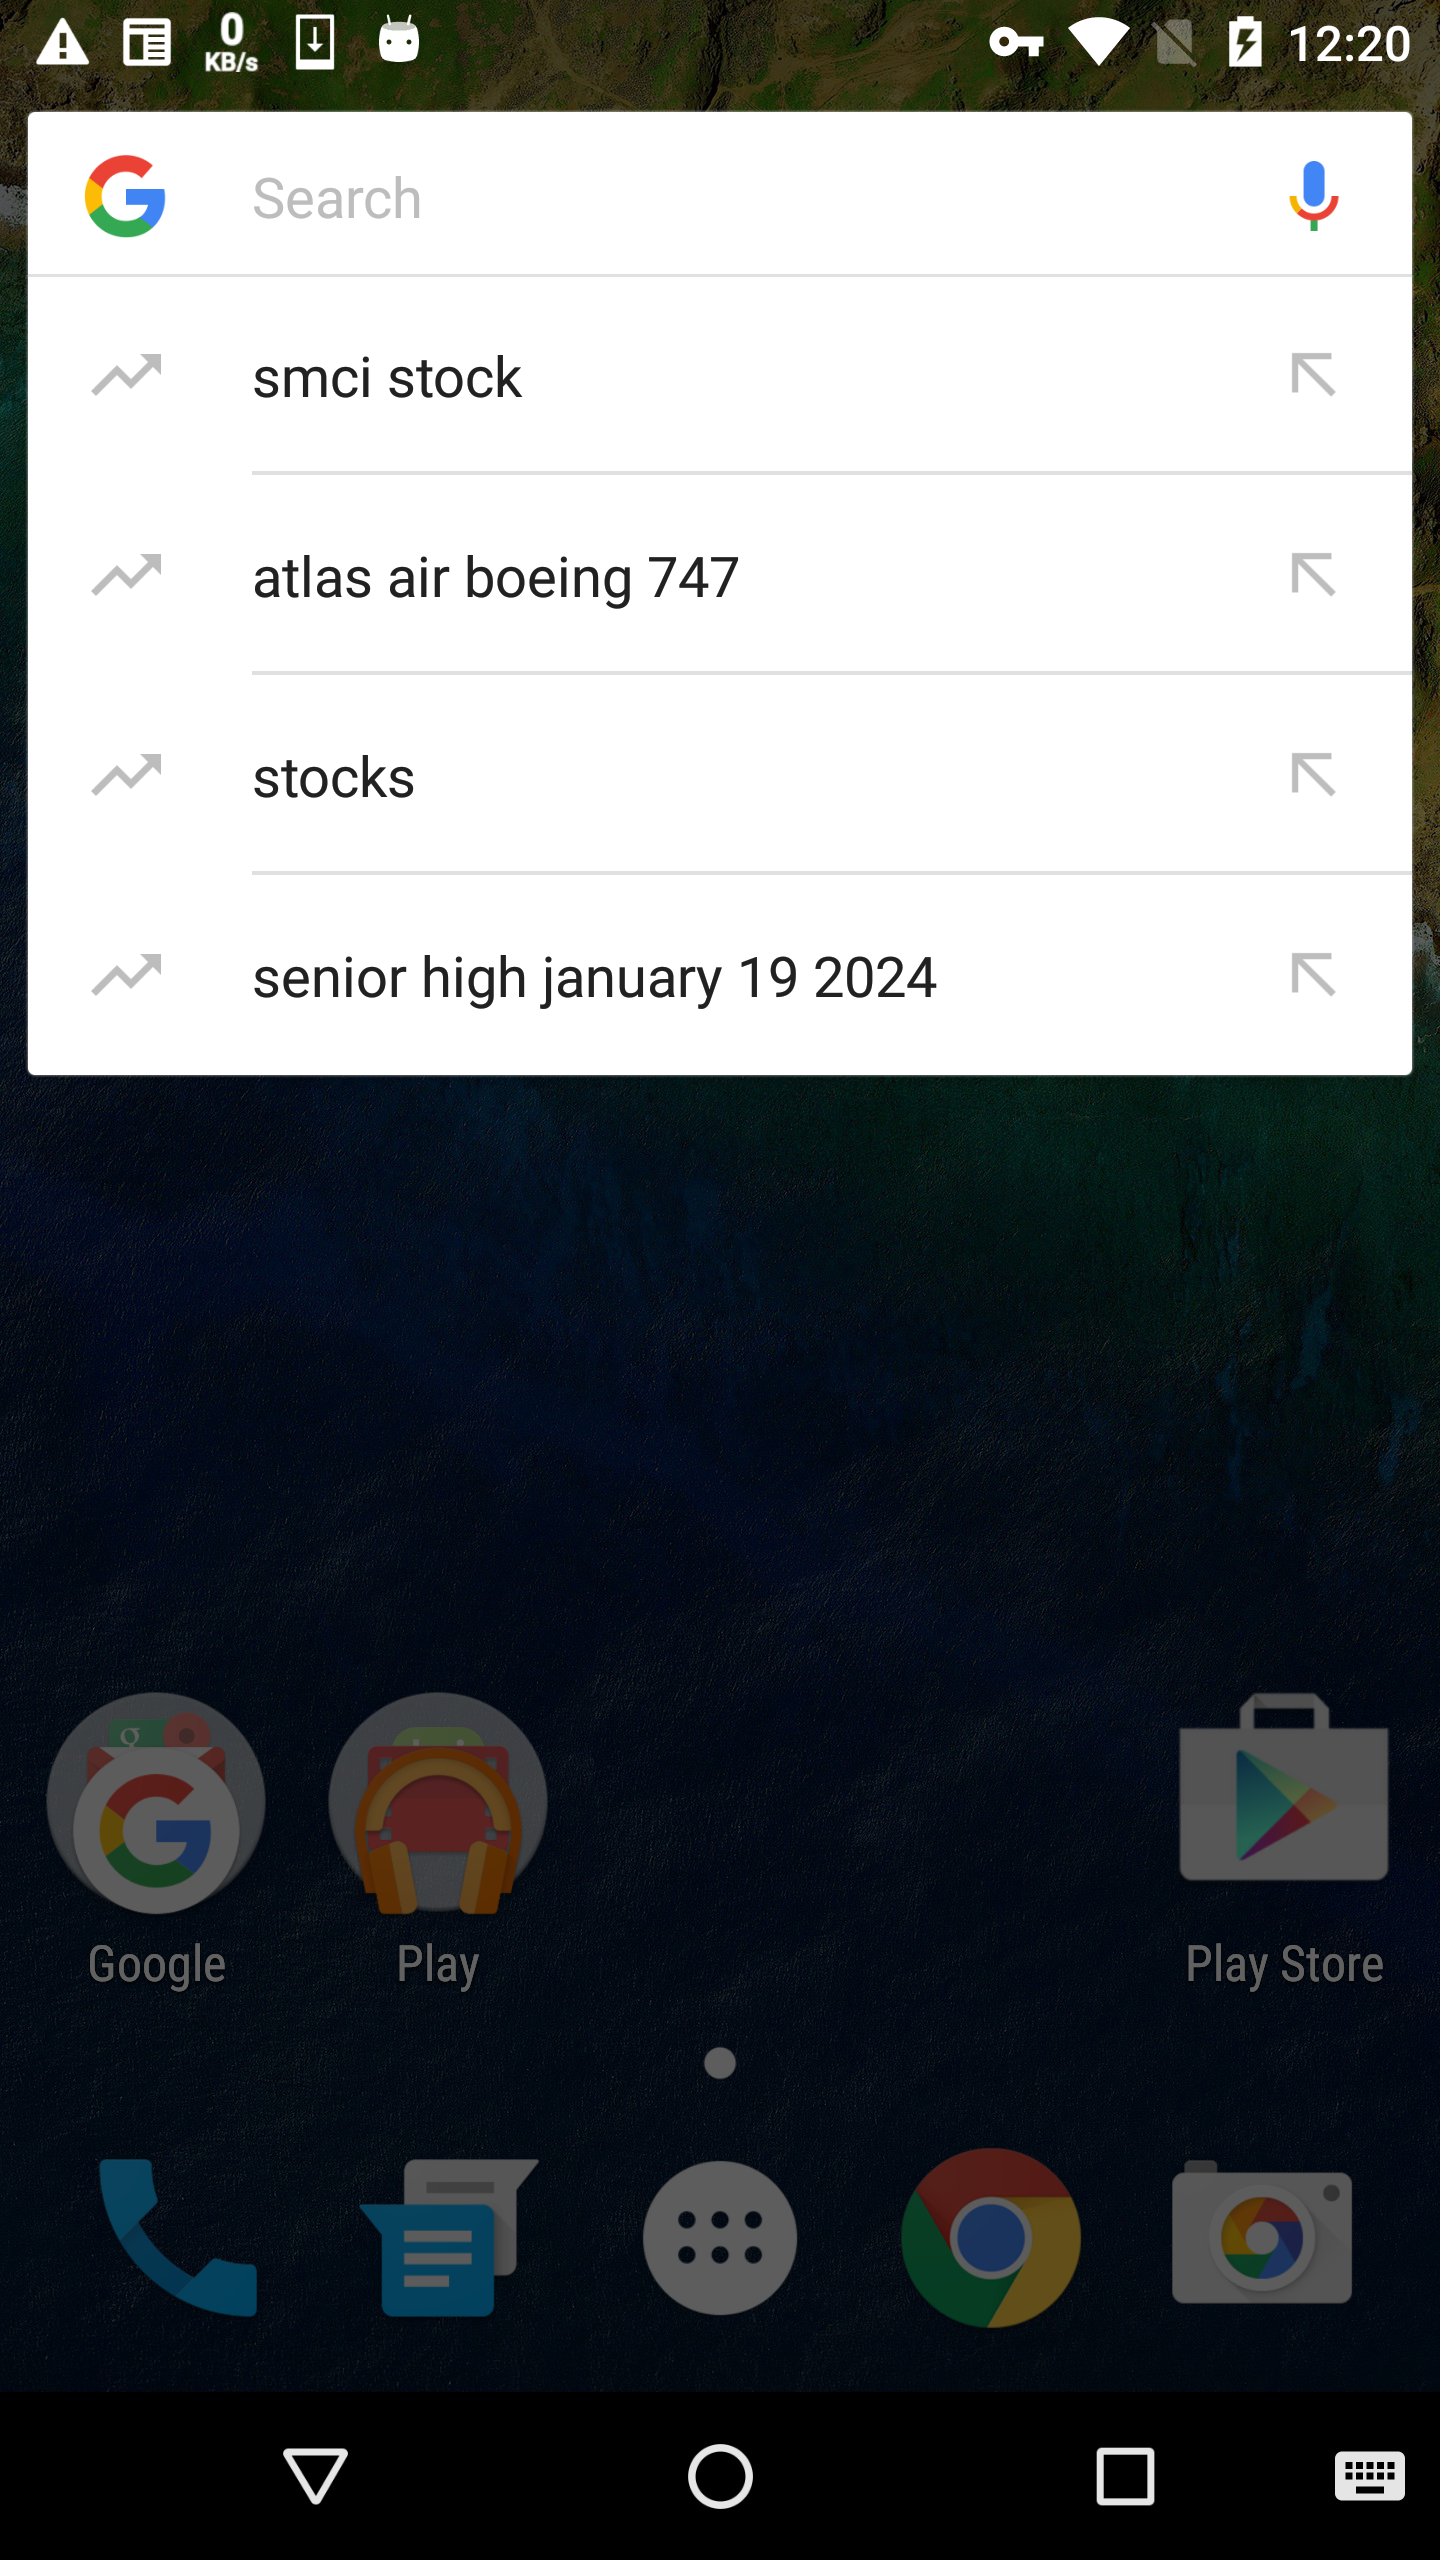 0
KB/s
12:20
Search
smci stock
atlas air boeing 747
stocks
senior high january 19 2024
g
Google
Play
Play Store